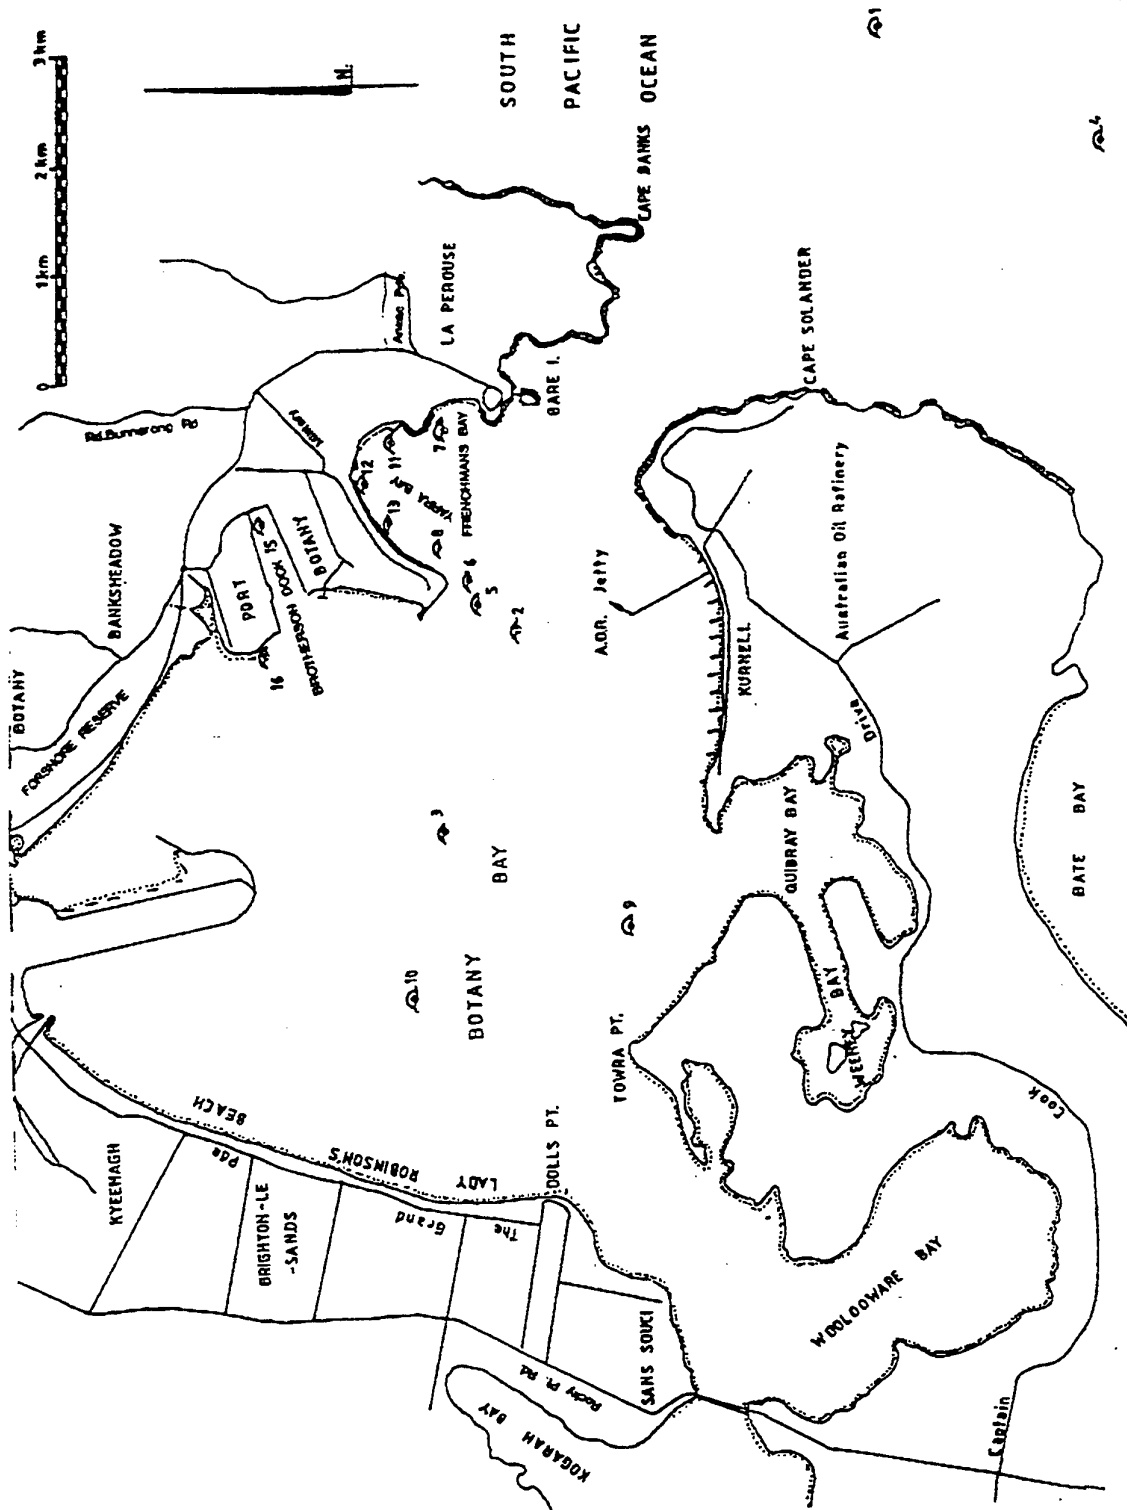 0
1km
2km
3km
N.
SOUTH
PACIFIC
OCEAN
BOTANY
BANKSMEADOW
FORSHORE RESERVE
Rd. Bunnerong Rd
PORT
BOTANY
BROTHERSON DOCK 15
16
Anzac Pde.
LA PEROUSE
12
11
13
YARRA BAY
7
FRENCHMANS BAY
8
6
5
2
BARE I.
CAPE BANKS
1
4
KYEEMAGH
BRIGHTON-LE
-SANDS
The
Grand
Pde
LADY
ROBINSON'S
BEACH
DOLLS PT.
10
3
BOTANY
BAY
9
A.O.R. Jetty
KURNELL
CAPE SOLANDER
Australian Oil Refinery
TOWRA PT.
QUIBRAY BAY
WEENEY
BAY
Captain
Cook
Drive
BATE BAY
WOOLOOWARE BAY
SANS SOUCI
Rocky Pt. Rd.
KOGARAH BAY